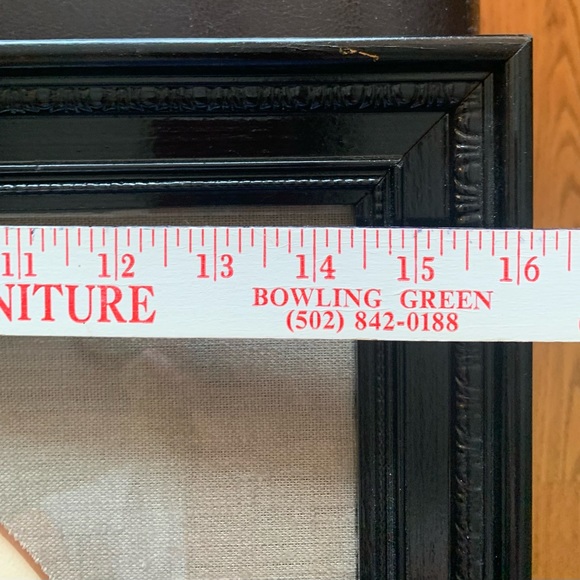 11 12 13 14 15 16
NITURE BOWLING GREEN
(502) 842-0188